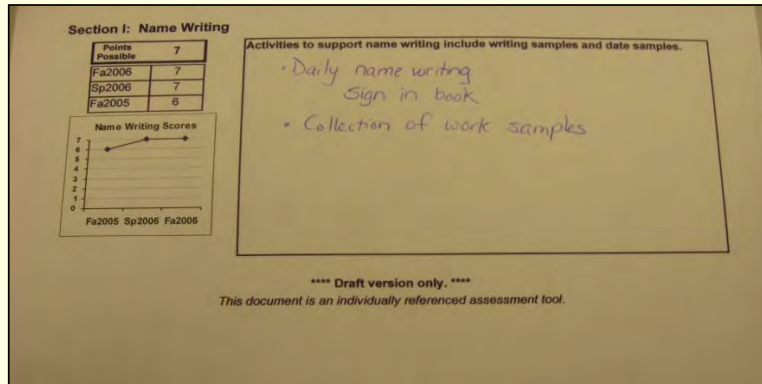 Section I: Name Writing
Points Possible 7
Fa2006 7
Sp2006 7
Fa2005 6
Name Writing Scores
7
6
5
4
3
2
1
0
Fa2005 Sp2006 Fa2006
Activities to support name writing include writing samples and date samples.
• Daily name writing
Sign in book
• Collection of work samples
**** Draft version only. ****
This document is an individually referenced assessment tool.